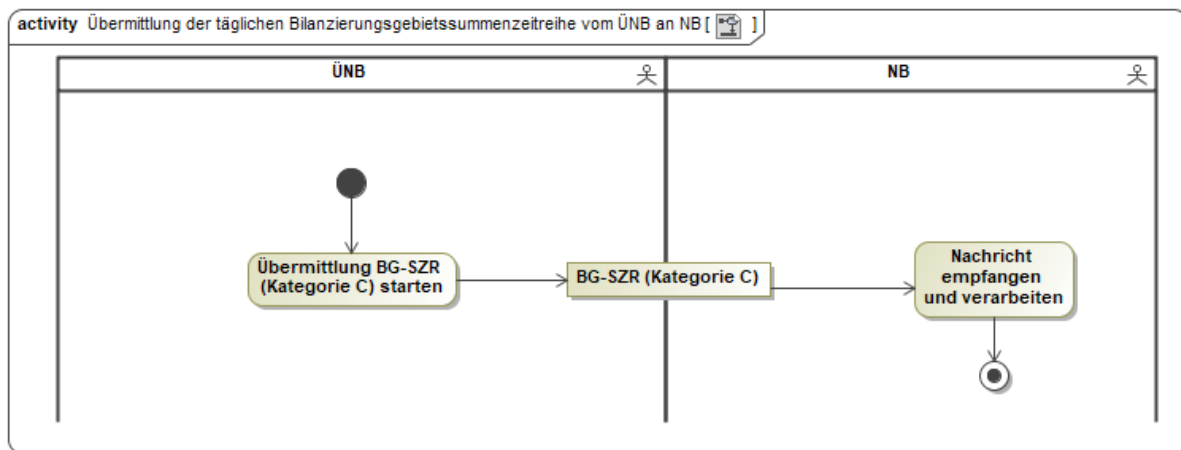 activity Übermittlung der täglichen Bilanzierungsgebietssummenzeitreihe vom ÜNB an NB [ ]
ÜNB
NB
Übermittlung BG-SZR
(Kategorie C) starten
BG-SZR (Kategorie C)
Nachricht
empfangen
und verarbeiten